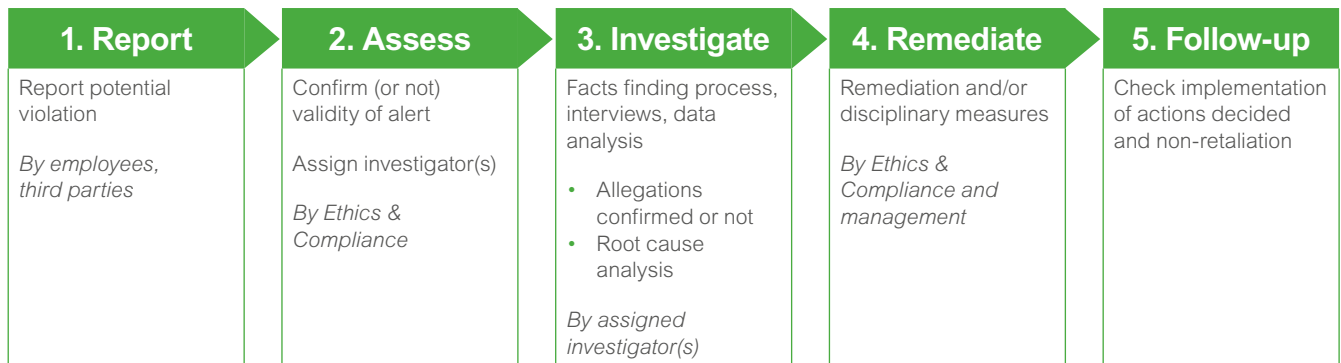 1. Report
Report potential
violation
By employees,
third parties
2. Assess
Confirm (or not)
validity of alert
Assign investigator(s)
By Ethics &
Compliance
3. Investigate
Facts finding process,
interviews, data
analysis
• Allegations
confirmed or not
• Root cause
analysis
By assigned
investigator(s)
4. Remediate
Remediation and/or
disciplinary measures
By Ethics &
Compliance and
management
5. Follow-up
Check implementation
of actions decided
and non-retaliation